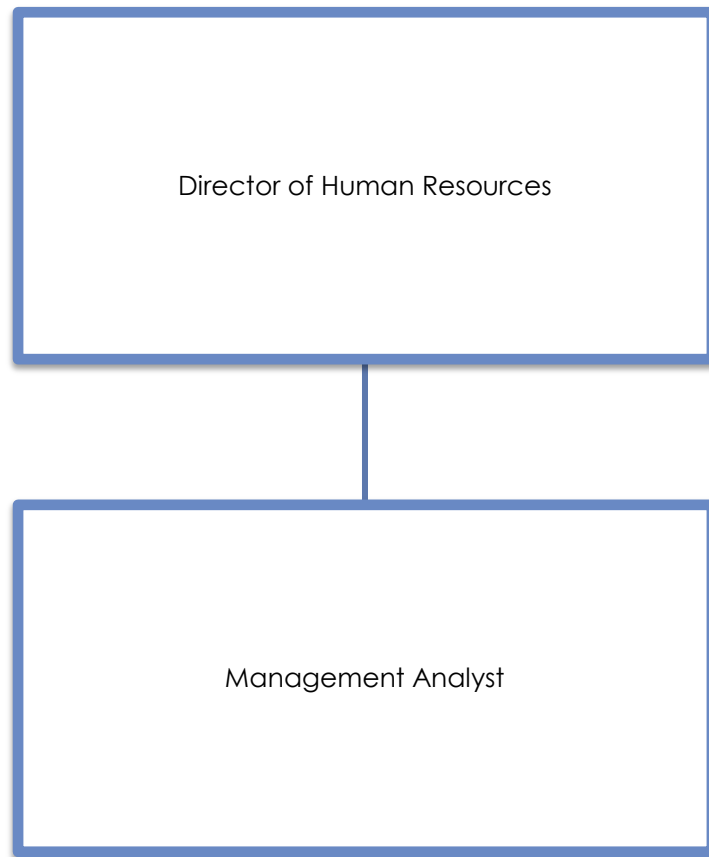 Director of Human Resources
Management Analyst